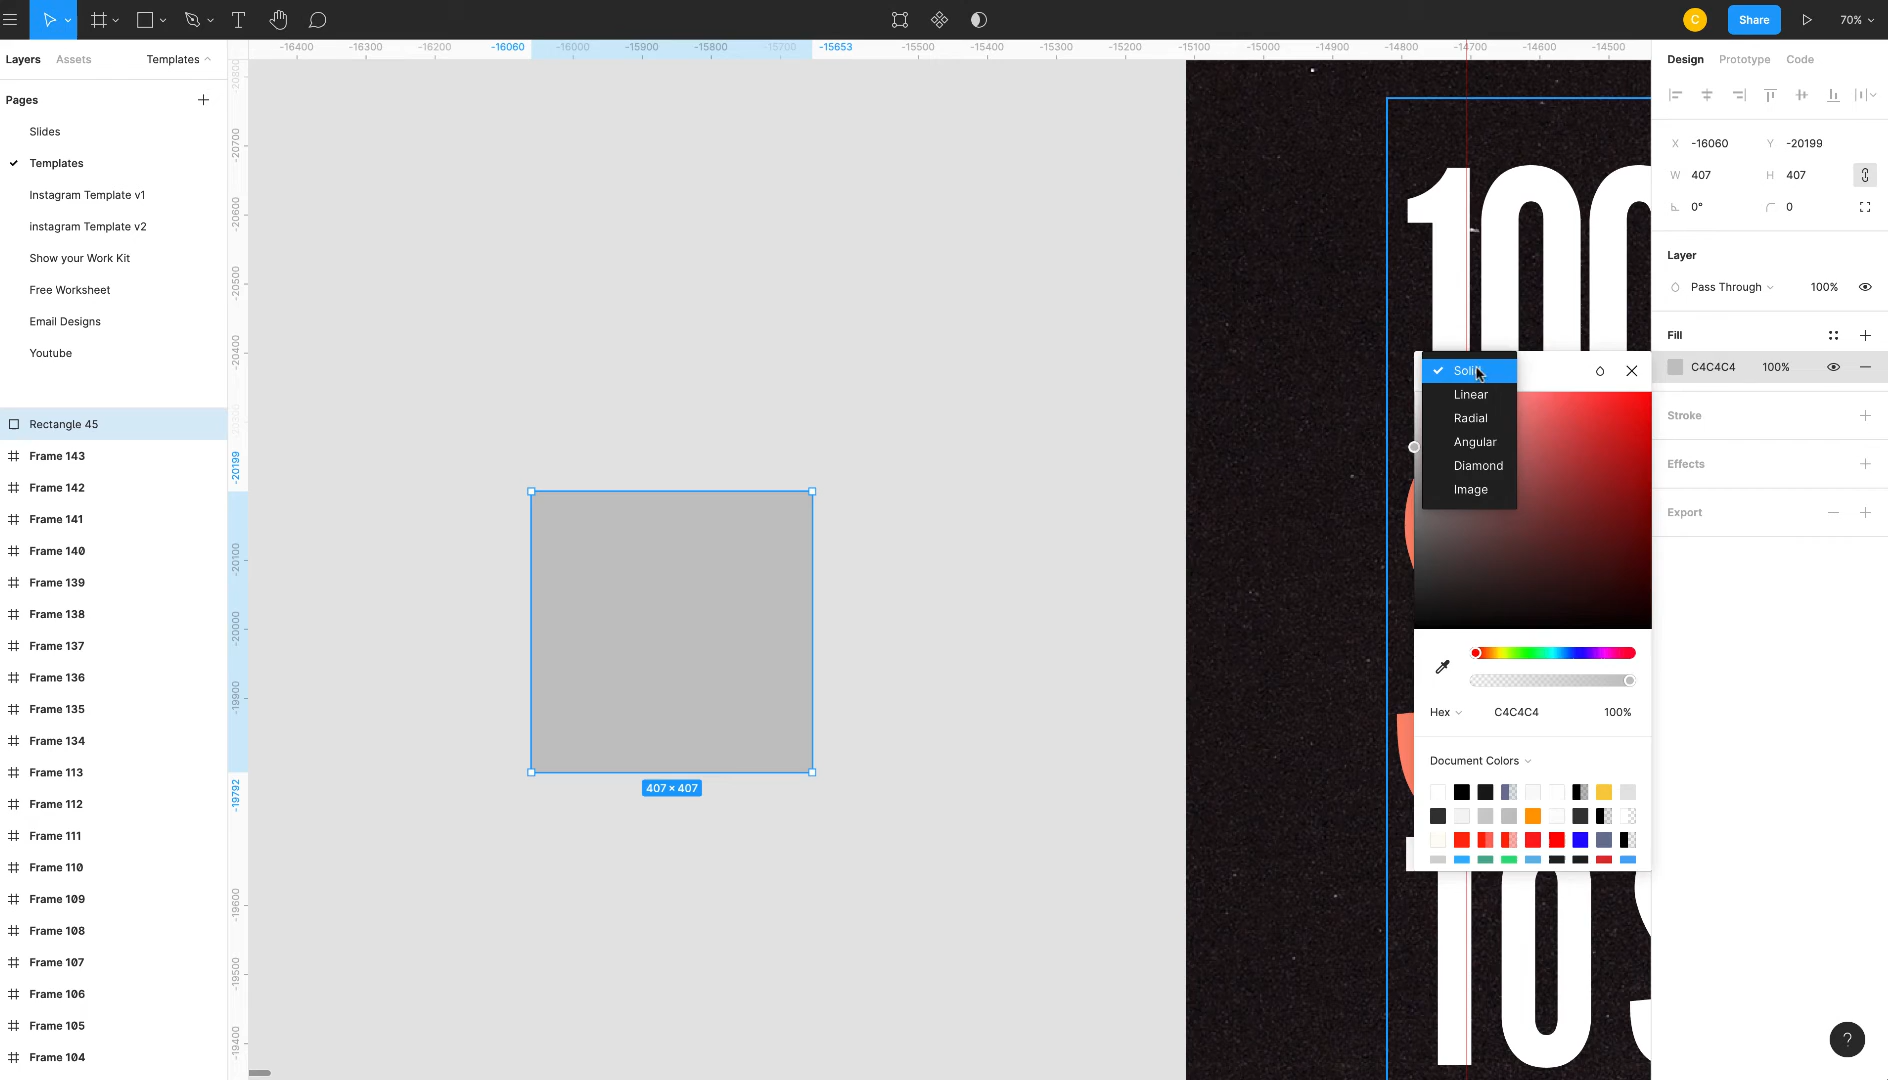 Share
70%
Layers
Assets
Templates
-16400
-16300
-16200
-16060
-16000
-15900
-15800
-15700
-15653
-15500
-15400
-15300
-15200
-15100
-15000
-14900
-14800
-14700
-14600
-14500
Design
Prototype
Code
Pages
Slides
Templates
Instagram Template v1
instagram Template v2
Show your Work Kit
Free Worksheet
Email Designs
Youtube
Rectangle 45
Frame 143
Frame 142
Frame 141
Frame 140
Frame 139
Frame 138
Frame 137
Frame 136
Frame 135
Frame 134
Frame 113
Frame 112
Frame 111
Frame 110
Frame 109
Frame 108
Frame 107
Frame 106
Frame 105
Frame 104
-20800
-20700
-20600
-20500
-20400
-20300
-20199
-20100
-20000
-19900
-19792
-19600
-19500
-19400
407 × 407
100
10
X -16060 Y -20199
W 407 H 407
0° 0
Layer
Pass Through 100%
Fill
C4C4C4 100%
Stroke
Effects
Export
Solid
Linear
Radial
Angular
Diamond
Image
Hex C4C4C4 100%
Document Colors
C
?